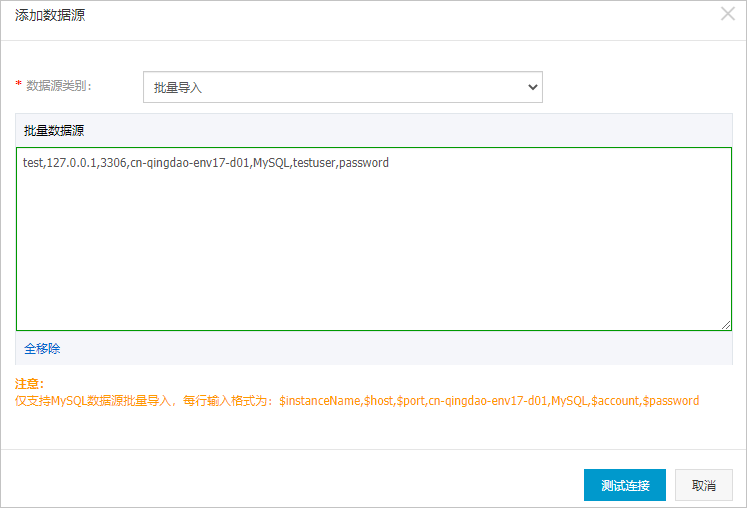 添加数据源
* 数据源类别：
批量导入
批量数据源
test,127.0.0.1,3306,cn-qingdao-env17-d01,MySQL,testuser,password
全移除
注意：
仅支持MySQL数据源批量导入，每行输入格式为：$instanceName,$host,$port,cn-qingdao-env17-d01,MySQL,$account,$password
测试连接
取消